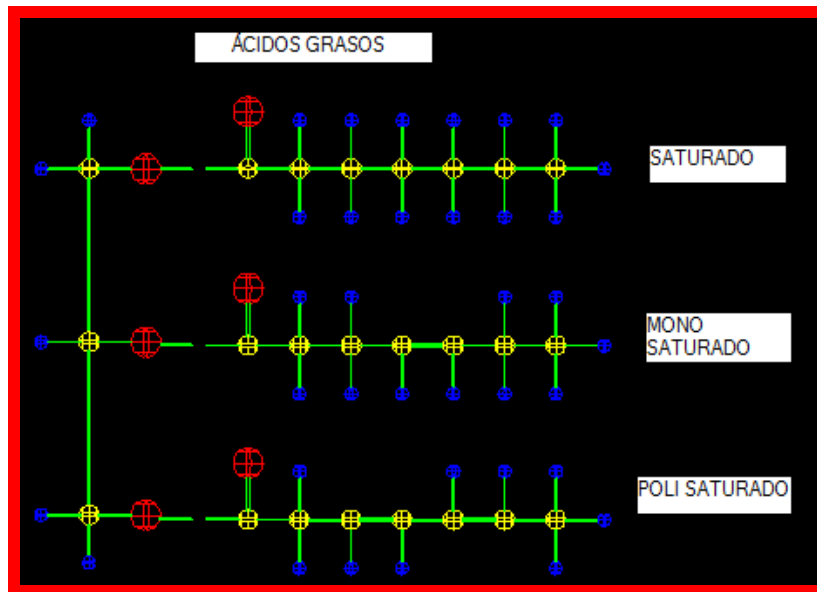 ÁCIDOS GRASOS
SATURADO
MONO
SATURADO
POLI SATURADO